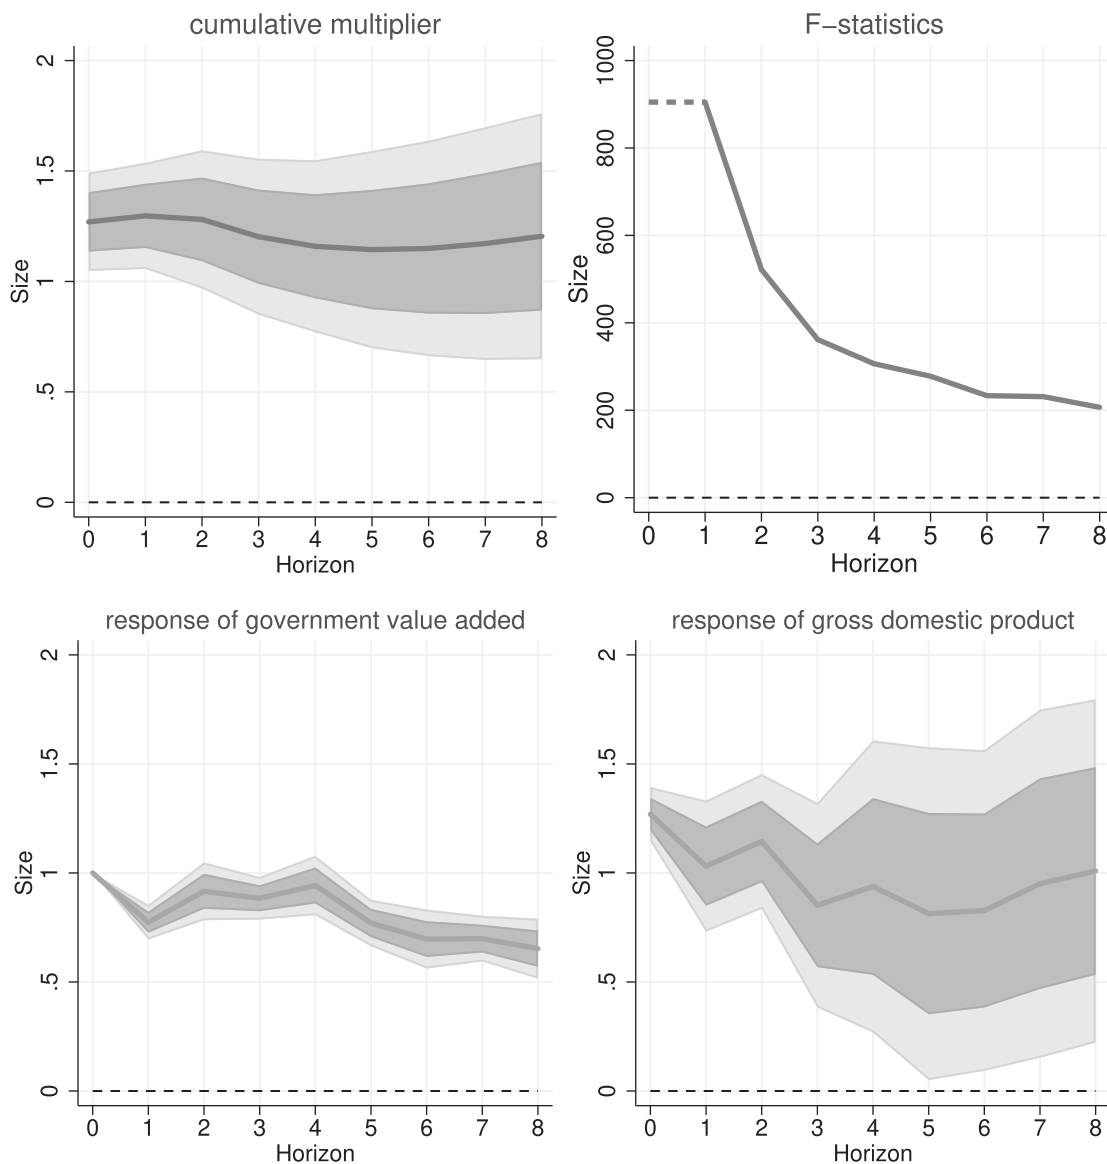 cumulative multiplier
2
1.5
1
.5
0
Size
0 1 2 3 4 5 6 7 8
Horizon
F−statistics
1000
800
600
400
200
0
Size
0 1 2 3 4 5 6 7 8
Horizon
response of government value added
2
1.5
1
.5
0
Size
0 1 2 3 4 5 6 7 8
Horizon
response of gross domestic product
2
1.5
1
.5
0
Size
0 1 2 3 4 5 6 7 8
Horizon